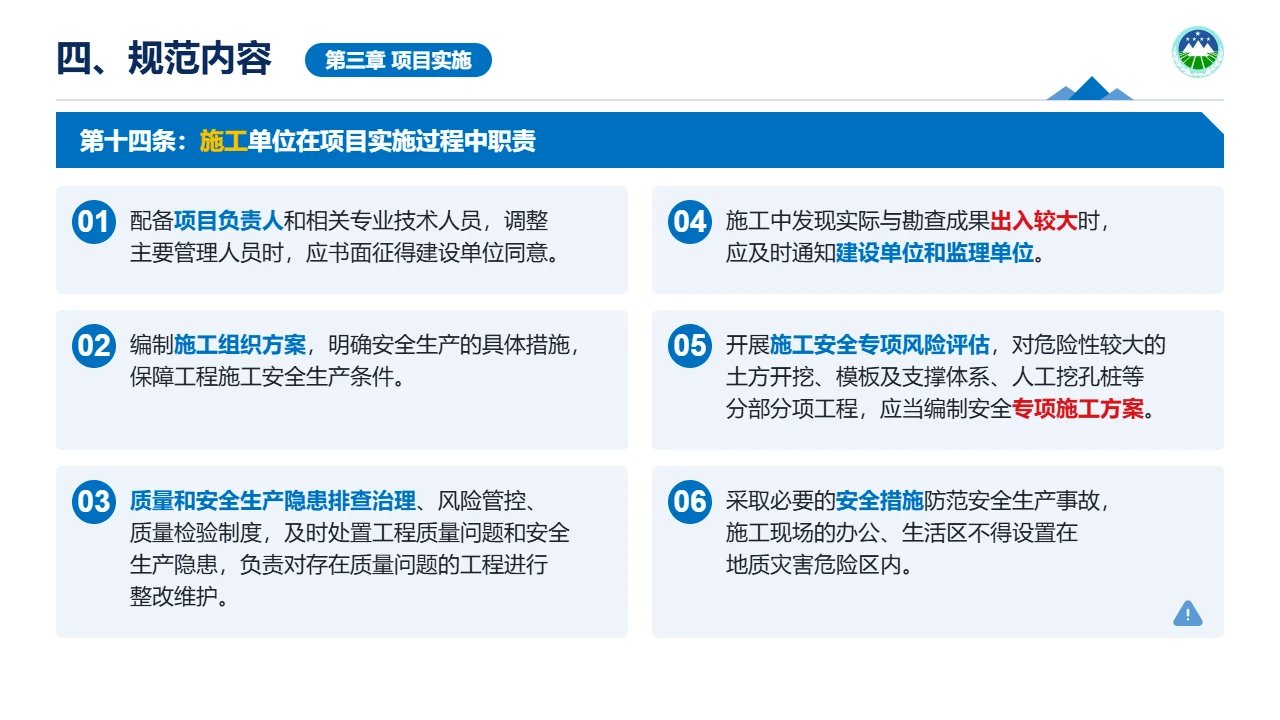 四、规范内容
第三章 项目实施
第十四条：施工单位在项目实施过程中职责
01
配备项目负责人和相关专业技术人员，调整
主要管理人员时，应书面征得建设单位同意。
02
编制施工组织方案，明确安全生产的具体措施，
保障工程施工安全生产条件。
03
质量和安全生产隐患排查治理、风险管控、
质量检验制度，及时处置工程质量问题和安全
生产隐患，负责对存在质量问题的工程进行
整改维护。
04
施工中发现实际与勘查成果出入较大时，
应及时通知建设单位和监理单位。
05
开展施工安全专项风险评估，对危险性较大的
土方开挖、模板及支撑体系、人工挖孔桩等
分部分项工程，应当编制安全专项施工方案。
06
采取必要的安全措施防范安全生产事故，
施工现场的办公、生活区不得设置在
地质灾害危险区内。